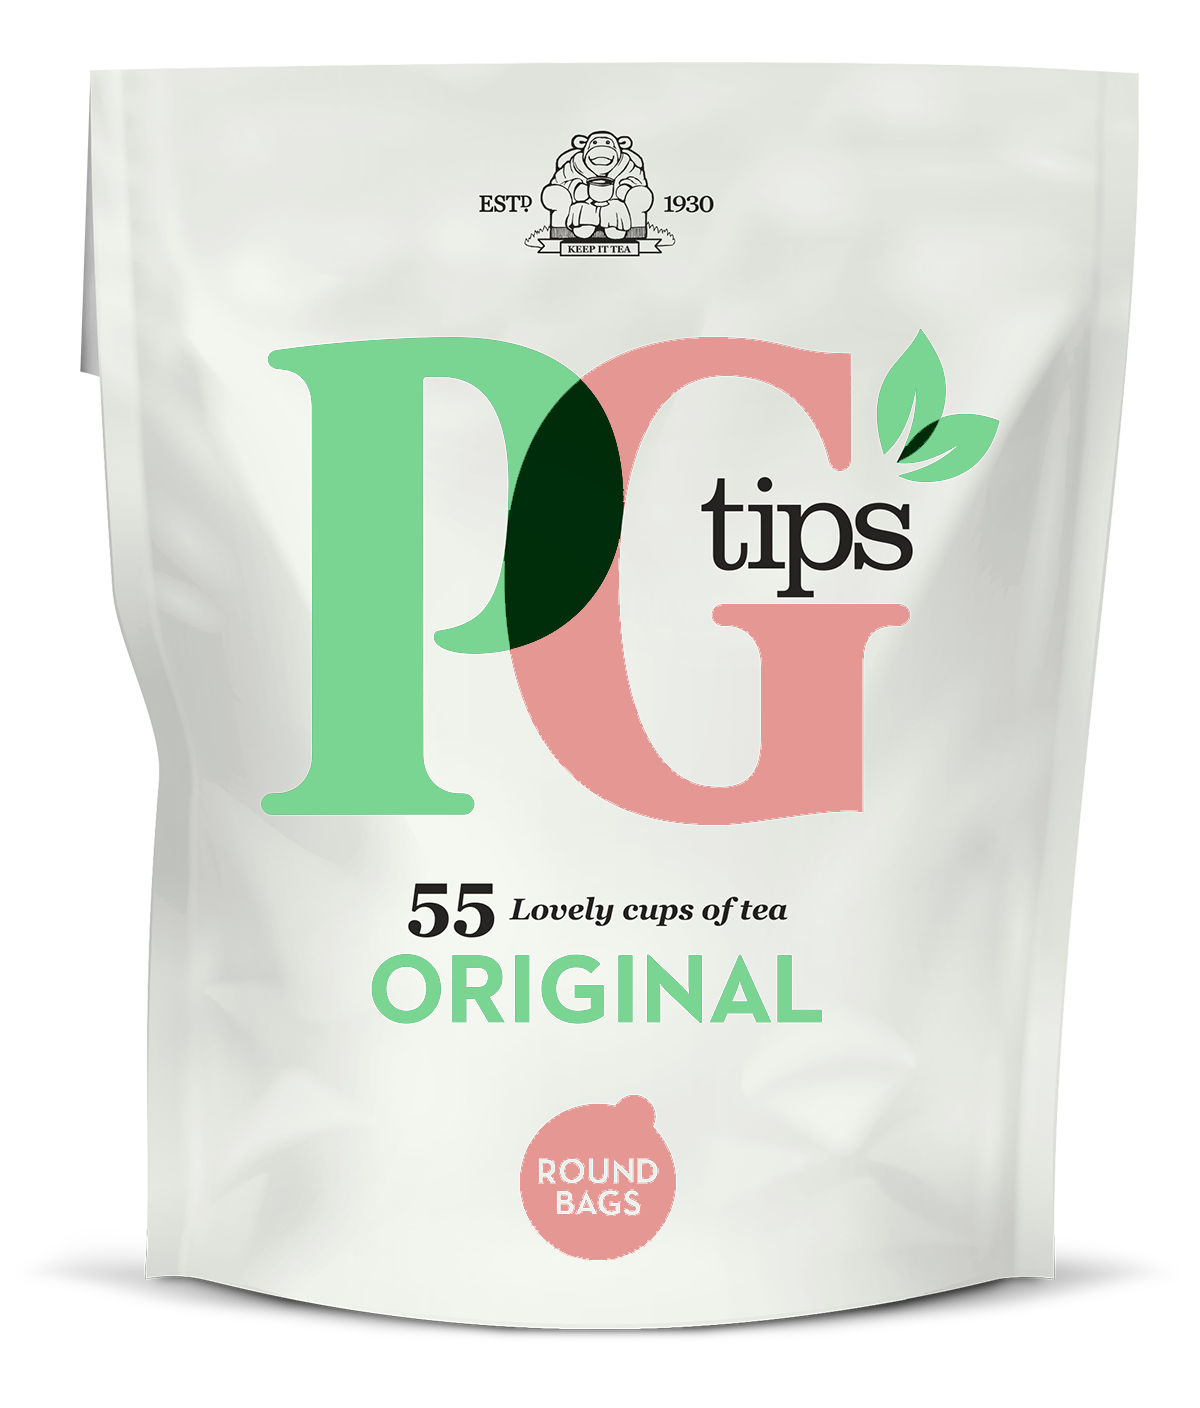 ESTD. 1930
KEEP IT TEA
PG
tips
55 Lovely cups of tea
ORIGINAL
ROUND
BAGS